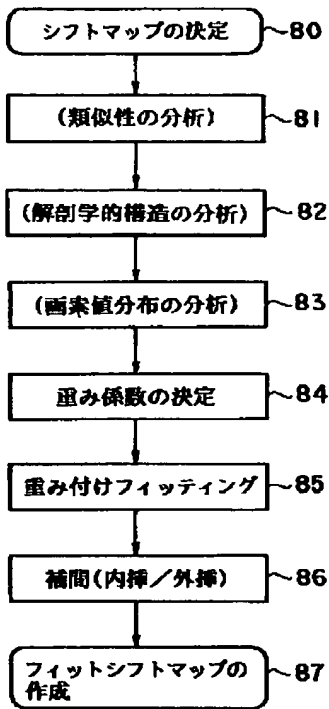 シフトマップの決定 80
(類似性の分析) 81
(解剖学的構造の分析) 82
(画素値分布の分析) 83
重み係数の決定 84
重み付けフィッティング 85
補間(内挿/外挿) 86
フィットシフトマップの
作成 87